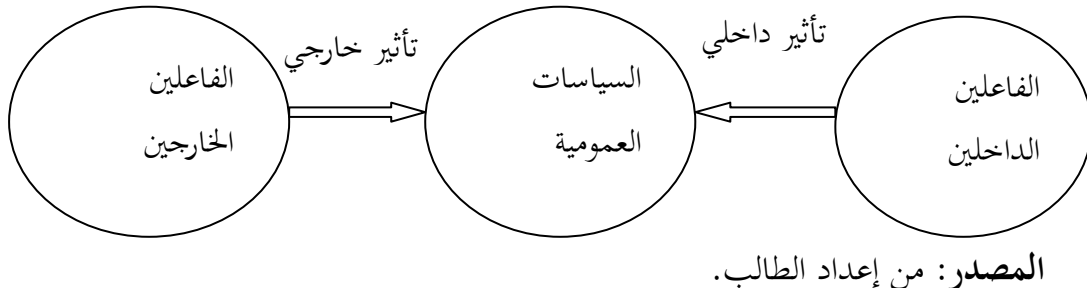 تأثير داخلي
تأثير خارجي
الفاعلين
الداخلين
السياسات
العمومية
الفاعلين
الخارجين
المصدر: من إعداد الطالب.